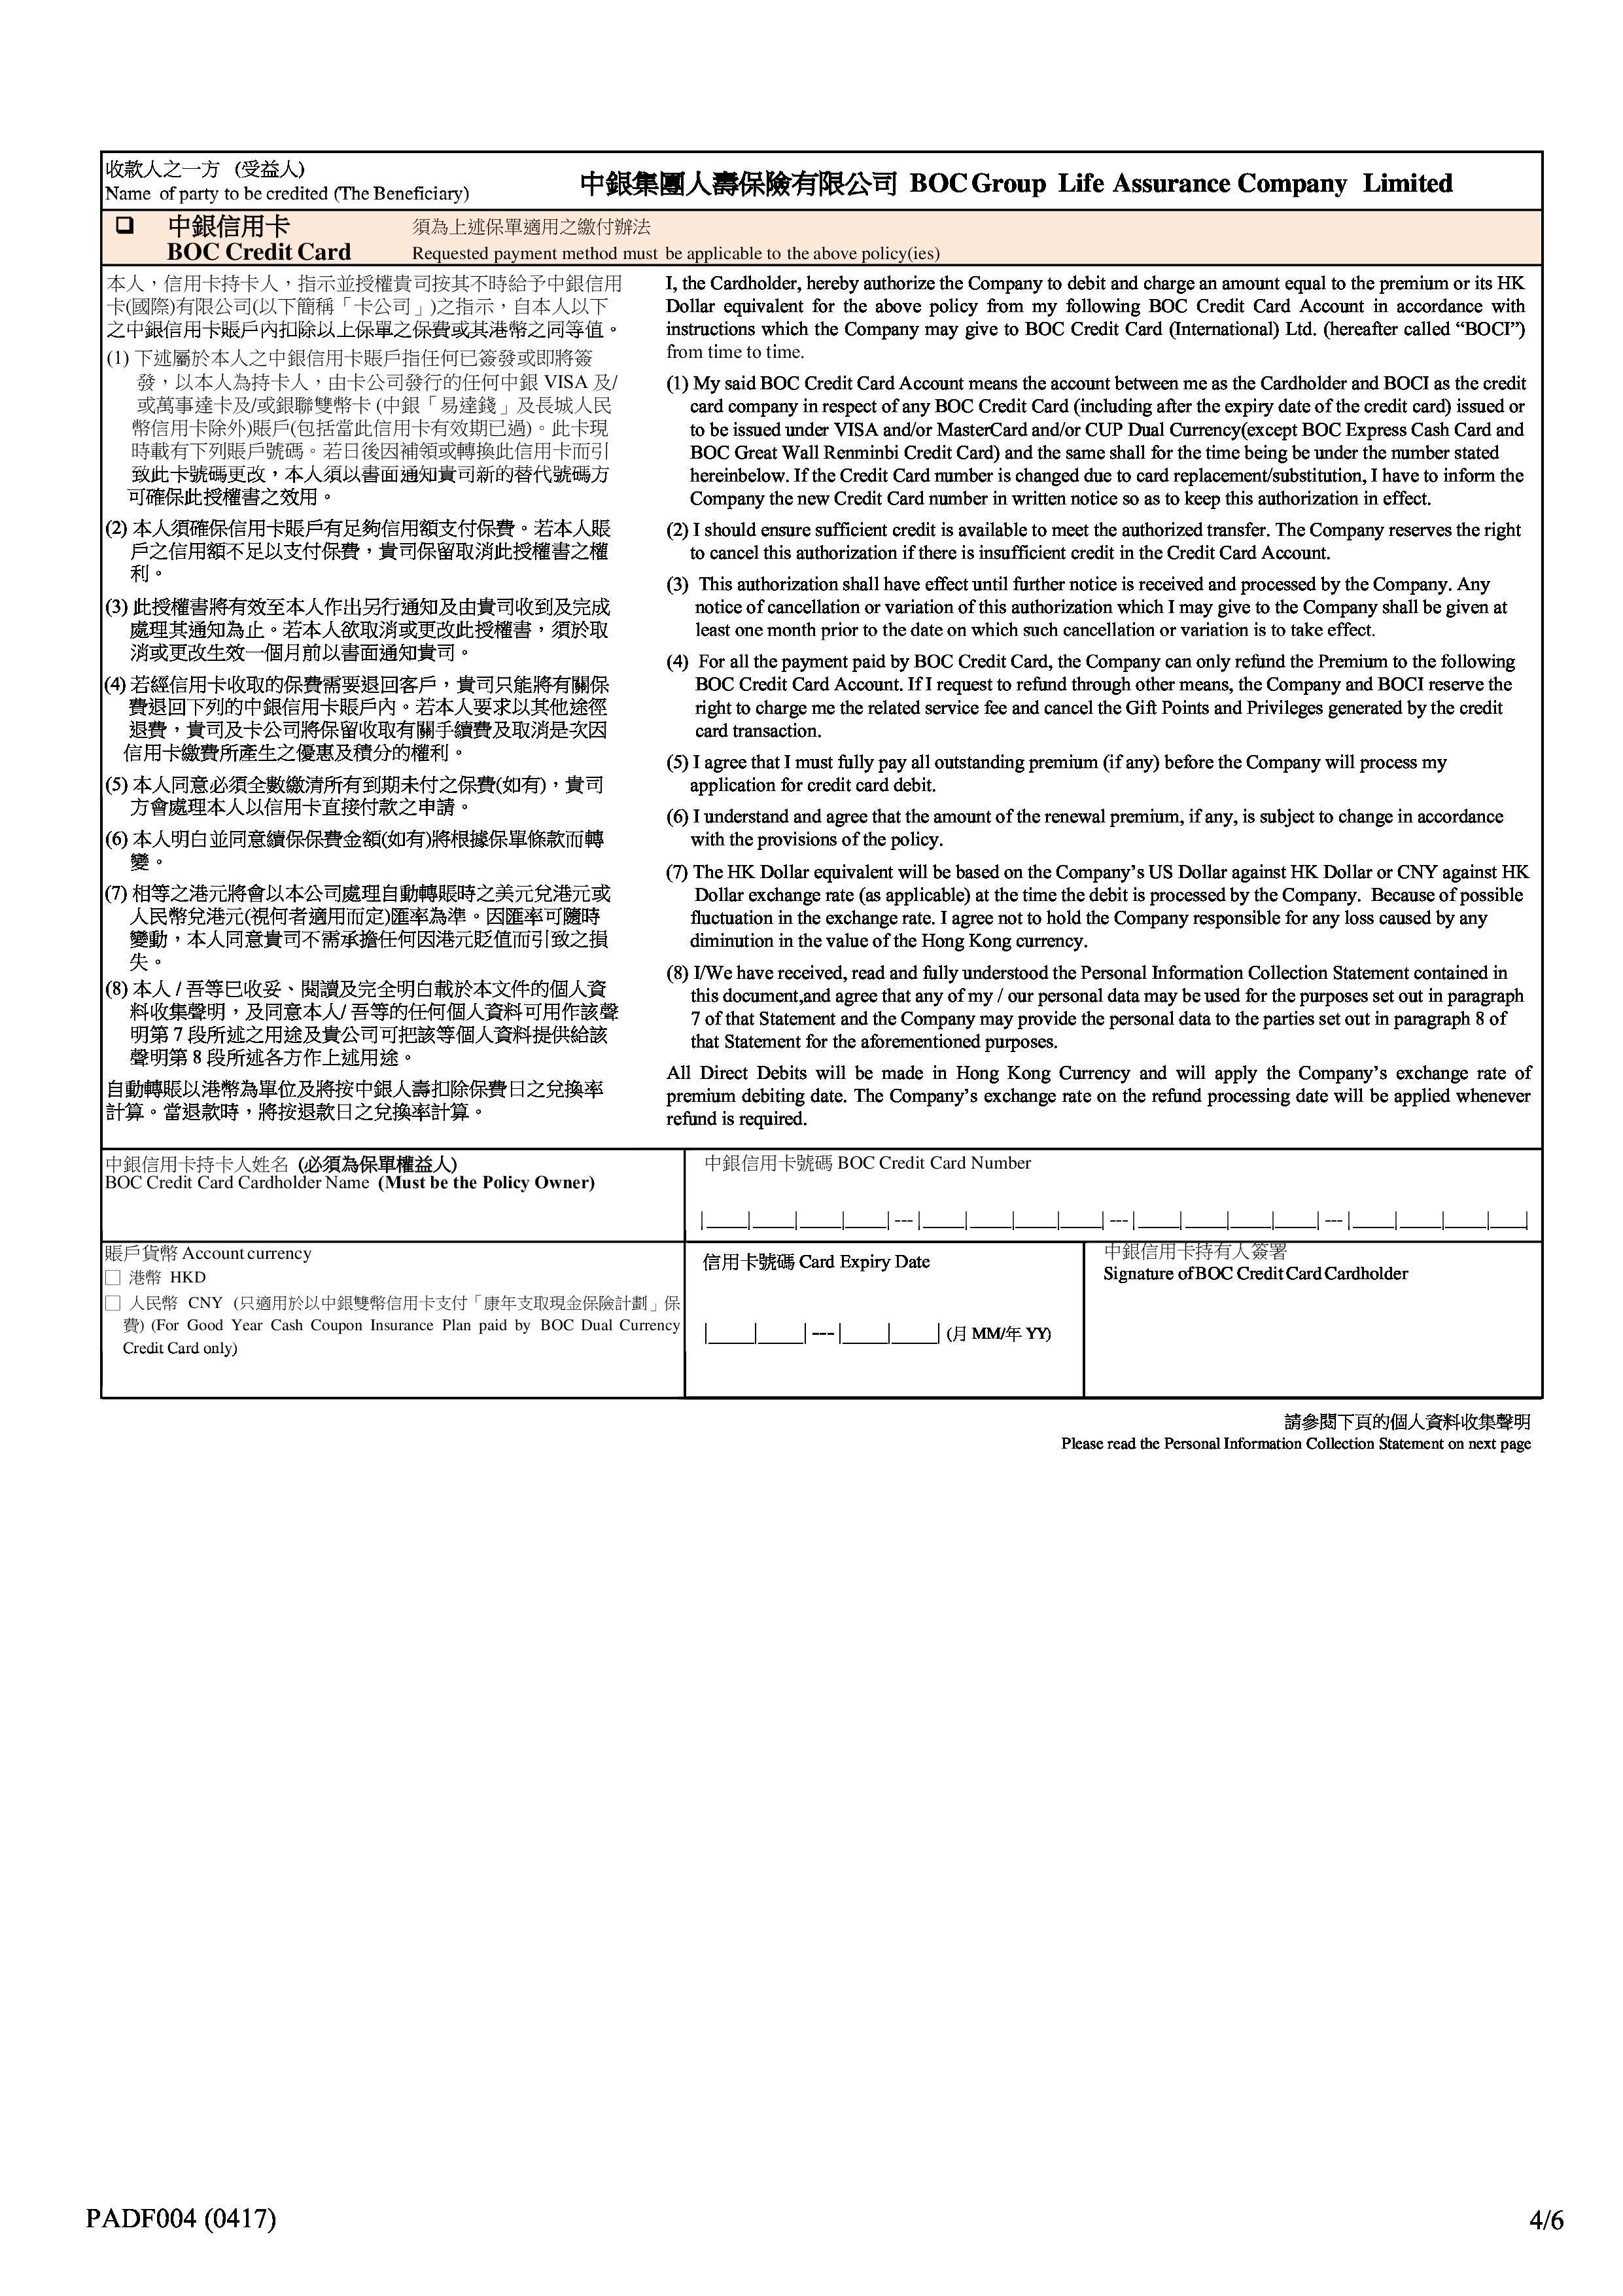 收款人之一方 (受益人)
Name of party to be credited (The Beneficiary)
中銀集團人壽保險有限公司 BOC Group Life Assurance Company Limited
❑ 中銀信用卡
BOC Credit Card
須為上述保單適用之繳付辦法
Requested payment method must be applicable to the above policy(ies)
本人，信用卡持卡人，指示並授權貴司按其不時給予中銀信用
卡(國際)有限公司(以下簡稱「卡公司」)之指示，自本人以下
之中銀信用卡賬戶內扣除以上保單之保費或其港幣之同等值。
(1) 下述屬於本人之中銀信用卡賬戶指任何已簽發或即將簽
發，以本人為持卡人，由卡公司發行的任何中銀 VISA 及/
或萬事達卡及/或銀聯雙幣卡 (中銀「易達錢」及長城人民
幣信用卡除外)賬戶(包括當此信用卡有效期已過)。此卡現
時載有下列賬戶號碼。若日後因補領或轉換此信用卡而引
致此卡號碼更改，本人須以書面通知貴司新的替代號碼方
可確保此授權書之效用。
(2) 本人須確保信用卡賬戶有足夠信用額支付保費。若本人賬
戶之信用額不足以支付保費，貴司保留取消此授權書之權
利。
(3) 此授權書將有效至本人作出另行通知及由貴司收到及完成
處理其通知為止。若本人欲取消或更改此授權書，須於取
消或更改生效一個月前以書面通知貴司。
(4) 若經信用卡收取的保費需要退回客戶，貴司只能將有關保
費退回下列的中銀信用卡賬戶內。若本人要求以其他途徑
退費，貴司及卡公司將保留收取有關手續費及取消是次因
信用卡繳費所產生之優惠及積分的權利。
(5) 本人同意必須全數繳清所有到期未付之保費(如有)，貴司
方會處理本人以信用卡直接付款之申請。
(6) 本人明白並同意續保保費金額(如有)將根據保單條款而轉
變。
(7) 相等之港元將會以本公司處理自動轉賬時之美元兌港元或
人民幣兌港元(視何者適用而定)匯率為準。因匯率可隨時
變動，本人同意貴司不需承擔任何因港元貶值而引致之損
失。
(8) 本人 / 吾等已收妥、閱讀及完全明白載於本文件的個人資
料收集聲明，及同意本人/ 吾等的任何個人資料可用作該聲
明第 7 段所述之用途及貴公司可把該等個人資料提供給該
聲明第 8 段所述各方作上述用途。
自動轉賬以港幣為單位及將按中銀人壽扣除保費日之兌換率
計算。當退款時，將按退款日之兌換率計算。
I, the Cardholder, hereby authorize the Company to debit and charge an amount equal to the premium or its HK
Dollar equivalent for the above policy from my following BOC Credit Card Account in accordance with
instructions which the Company may give to BOC Credit Card (International) Ltd. (hereafter called “BOCI”)
from time to time.
(1) My said BOC Credit Card Account means the account between me as the Cardholder and BOCI as the credit
card company in respect of any BOC Credit Card (including after the expiry date of the credit card) issued or
to be issued under VISA and/or MasterCard and/or CUP Dual Currency(except BOC Express Cash Card and
BOC Great Wall Renminbi Credit Card) and the same shall for the time being be under the number stated
hereinbelow. If the Credit Card number is changed due to card replacement/substitution, I have to inform the
Company the new Credit Card number in written notice so as to keep this authorization in effect.
(2) I should ensure sufficient credit is available to meet the authorized transfer. The Company reserves the right
to cancel this authorization if there is insufficient credit in the Credit Card Account.
(3) This authorization shall have effect until further notice is received and processed by the Company. Any
notice of cancellation or variation of this authorization which I may give to the Company shall be given at
least one month prior to the date on which such cancellation or variation is to take effect.
(4) For all the payment paid by BOC Credit Card, the Company can only refund the Premium to the following
BOC Credit Card Account. If I request to refund through other means, the Company and BOCI reserve the
right to charge me the related service fee and cancel the Gift Points and Privileges generated by the credit
card transaction.
(5) I agree that I must fully pay all outstanding premium (if any) before the Company will process my
application for credit card debit.
(6) I understand and agree that the amount of the renewal premium, if any, is subject to change in accordance
with the provisions of the policy.
(7) The HK Dollar equivalent will be based on the Company’s US Dollar against HK Dollar or CNY against HK
Dollar exchange rate (as applicable) at the time the debit is processed by the Company. Because of possible
fluctuation in the exchange rate. I agree not to hold the Company responsible for any loss caused by any
diminution in the value of the Hong Kong currency.
(8) I/We have received, read and fully understood the Personal Information Collection Statement contained in
this document,and agree that any of my / our personal data may be used for the purposes set out in paragraph
7 of that Statement and the Company may provide the personal data to the parties set out in paragraph 8 of
that Statement for the aforementioned purposes.
All Direct Debits will be made in Hong Kong Currency and will apply the Company’s exchange rate of
premium debiting date. The Company’s exchange rate on the refund processing date will be applied whenever
refund is required.
中銀信用卡持卡人姓名 (必須為保單權益人)
BOC Credit Card Cardholder Name (Must be the Policy Owner)
中銀信用卡號碼 BOC Credit Card Number
|____|____|____|____|---|____|____|____|____|---|____|____|____|____|---|____|____|____|____|
賬戶貨幣 Account currency
□ 港幣 HKD
□ 人民幣 CNY (只適用於以中銀雙幣信用卡支付「康年支取現金保險計劃」保
費) (For Good Year Cash Coupon Insurance Plan paid by BOC Dual Currency
Credit Card only)
信用卡號碼 Card Expiry Date
|____|____|---|____|____| (月 MM/年 YY)
中銀信用卡持有人簽署
Signature of BOC Credit Card Cardholder
請參閱下頁的個人資料收集聲明
Please read the Personal Information Collection Statement on next page
PADF004 (0417)
4/6